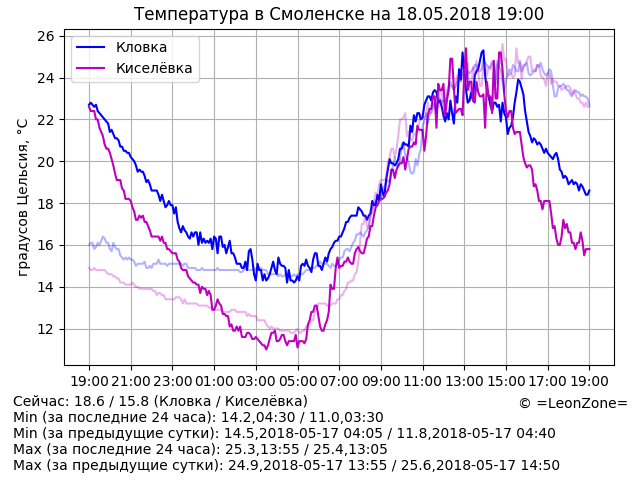 Температура в Смоленске на 18.05.2018 19:00
Кловка
Киселёвка
градусов Цельсия, °C
26
24
22
20
18
16
14
12
19:00 21:00 23:00 01:00 03:00 05:00 07:00 09:00 11:00 13:00 15:00 17:00 19:00
Сейчас: 18.6 / 15.8 (Кловка / Киселёвка)
© =LeonZone=
Min (за последние 24 часа): 14.2,04:30 / 11.0,03:30
Min (за предыдущие сутки): 14.5,2018-05-17 04:05 / 11.8,2018-05-17 04:40
Max (за последние 24 часа): 25.3,13:55 / 25.4,13:05
Max (за предыдущие сутки): 24.9,2018-05-17 13:55 / 25.6,2018-05-17 14:50